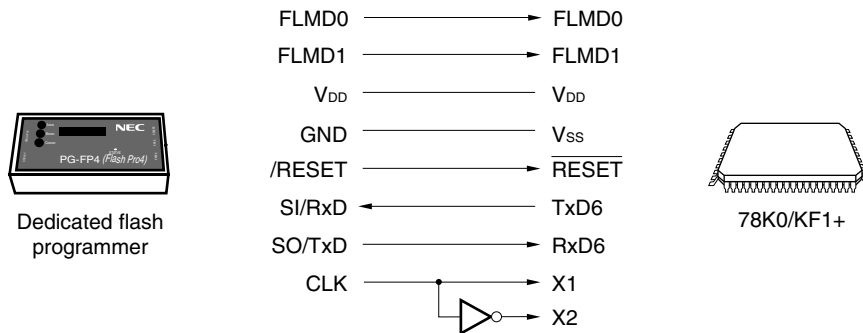 FLMD0 FLMD0
FLMD1 FLMD1
VDD VDD
GND VSS
/RESET RESET
SI/RxD TxD6
SO/TxD RxD6
CLK X1
X2
NEC
PG-FP4 (Flash Pro4)
Dedicated flash
programmer
78K0/KF1+